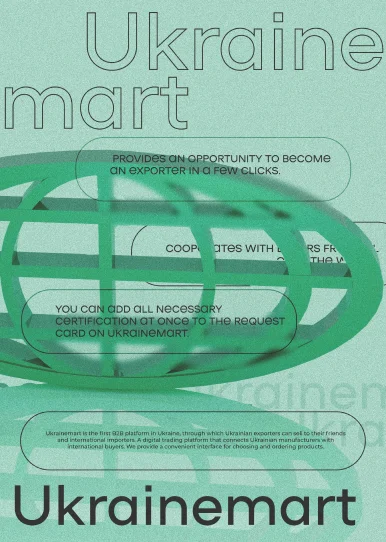 Ukraine
mart
PROVIDES AN OPPORTUNITY TO BECOME
AN EXPORTER IN A FEW CLICKS.
WITH
YOU CAN ADD ALL NECESSARY
CERTIFICATION AT ONCE TO THE REQUEST
CARD ON UKRAINEMART.
Ukrainemart is the first B2B platform in Ukraine, through which Ukrainian exporters can sell to their friends
and international importers. A digital trading platform that connects Ukrainian manufacturers with
international buyers. We provide a convenient interface for choosing and ordering products.
Ukrainemart